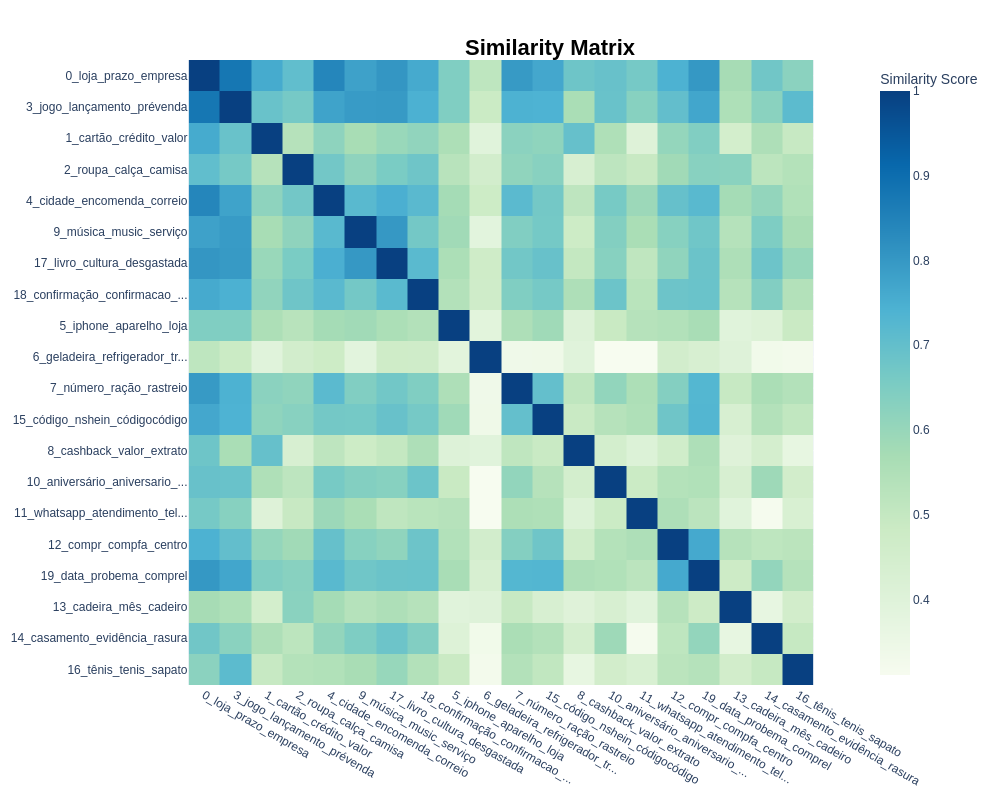 Similarity Matrix
Similarity Score
0_loja_prazo_empresa
3_jogo_lançamento_prévenda
1_cartão_crédito_valor
2_roupa_calça_camisa
4_cidade_encomenda_correio
9_música_music_serviço
17_livro_cultura_desgastada
18_confirmação_confirmacao_...
5_iphone_aparelho_loja
6_geladeira_refrigerador_tr...
7_número_ração_rastreio
15_código_nshein_códigocódigo
8_cashback_valor_extrato
10_aniversário_aniversario_...
11_whatsapp_atendimento_tel...
12_compr_compfa_centro
19_data_probema_comprel
13_cadeira_mês_cadeiro
14_casamento_evidência_rasura
16_tênis_tenis_sapato
1
0.9
0.8
0.7
0.6
0.5
0.4
0_loja_prazo_empresa
3_jogo_lançamento_prévenda
1_cartão_crédito_valor
2_roupa_calça_camisa
4_cidade_encomenda_correio
9_música_music_serviço
17_livro_cultura_desgastada
18_confirmação_confirmacao_...
5_iphone_aparelho_loja
6_geladeira_refrigerador_tr...
7_número_ração_rastreio
15_código_nshein_códigocódigo
8_cashback_valor_extrato
10_aniversário_aniversario_...
11_whatsapp_atendimento_tel...
12_compr_compfa_centro
19_data_probema_comprel
13_cadeira_mês_cadeiro
14_casamento_evidência_rasura
16_tênis_tenis_sapato